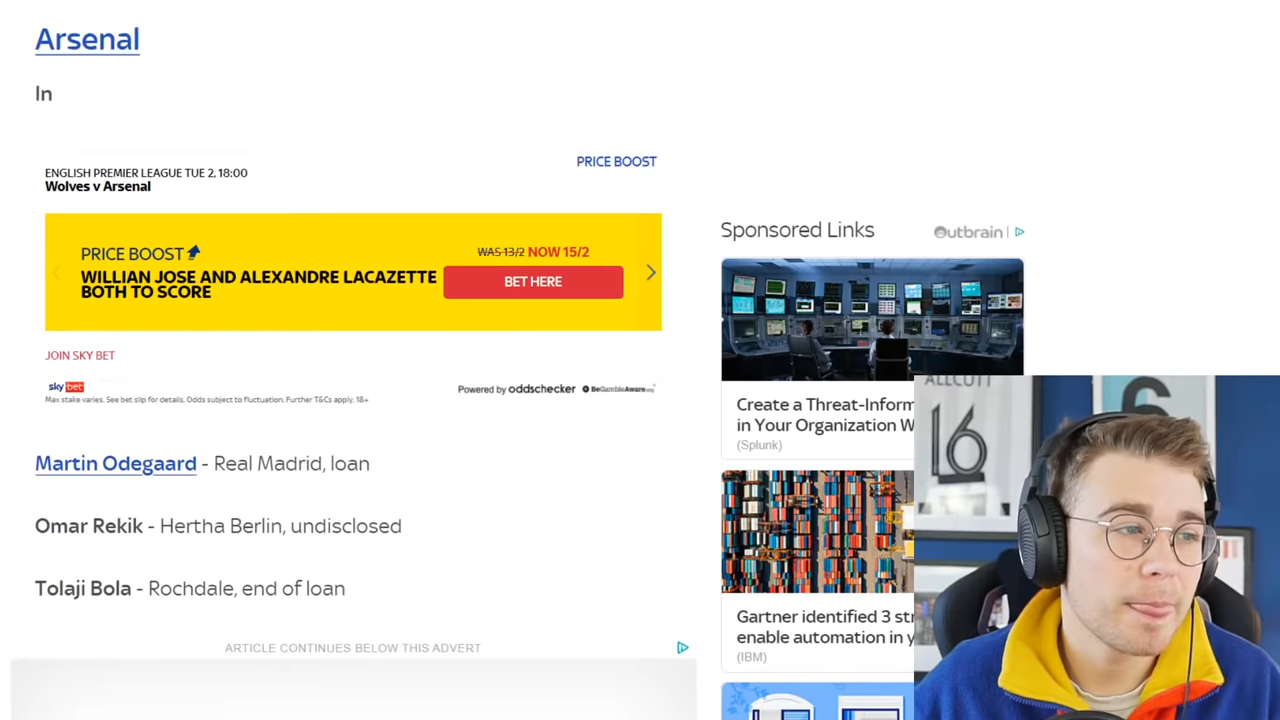 Arsenal
In
PRICE BOOST
ENGLISH PREMIER LEAGUE TUE 2, 18:00
Wolves v Arsenal
PRICE BOOST
WAS 13/2 NOW 15/2
WILLIAN JOSE AND ALEXANDRE LACAZETTE
BOTH TO SCORE
BET HERE
JOIN SKY BET
sky bet
Powered by oddschecker BeGambleAware.org
Max stake varies. See bet slip for details. Odds subject to fluctuation. Further T&Cs apply. 18+
Martin Odegaard - Real Madrid, loan
Omar Rekik - Hertha Berlin, undisclosed
Tolaji Bola - Rochdale, end of loan
ARTICLE CONTINUES BELOW THIS ADVERT
Sponsored Links
Outbrain
Create a Threat-Inform
in Your Organization W
(Splunk)
Gartner identified 3 str
enable automation in y
(IBM)
ALLCUTT
16
6